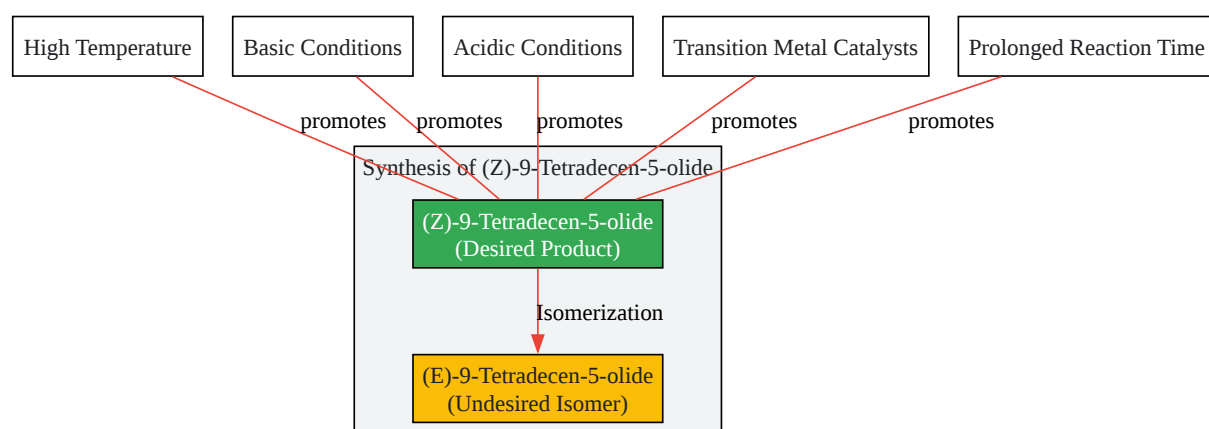 High Temperature
Basic Conditions
Acidic Conditions
Transition Metal Catalysts
Prolonged Reaction Time
promotes
promotes
promotes
promotes
promotes
Synthesis of (Z)-9-Tetradecen-5-olide
(Z)-9-Tetradecen-5-olide
(Desired Product)
Isomerization
(E)-9-Tetradecen-5-olide
(Undesired Isomer)